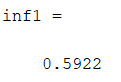 inf1 =
0.5922